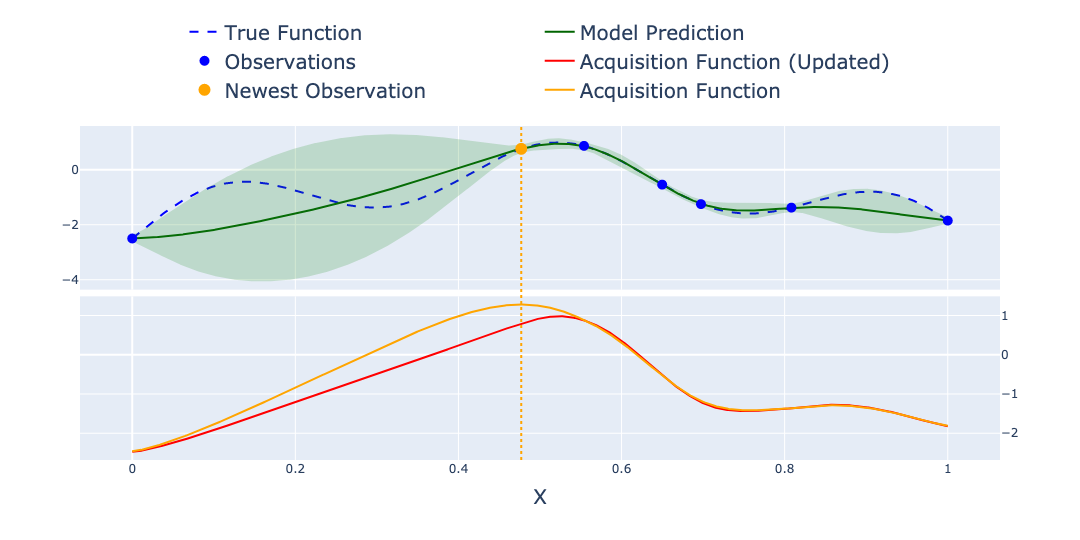 True Function
Model Prediction
Observations
Acquisition Function (Updated)
Newest Observation
Acquisition Function
0
−2
−4
1
0
−1
−2
0
0.2
0.4
0.6
0.8
1
X